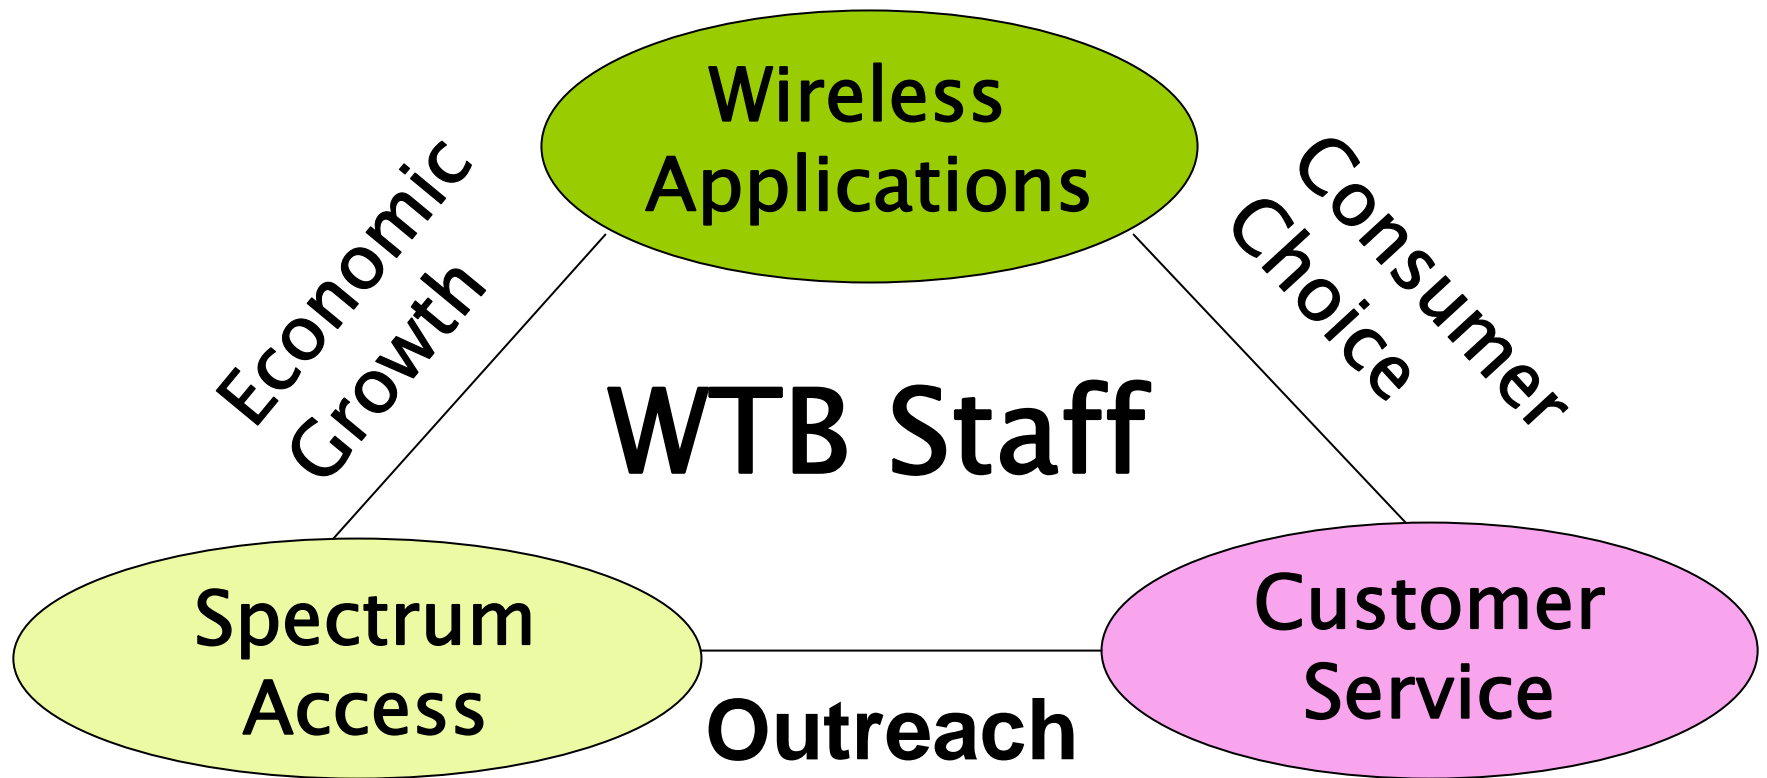 Wireless
Applications
Economic
Growth
Consumer
Choice
WTB Staff
Spectrum
Access
Customer
Service
Outreach